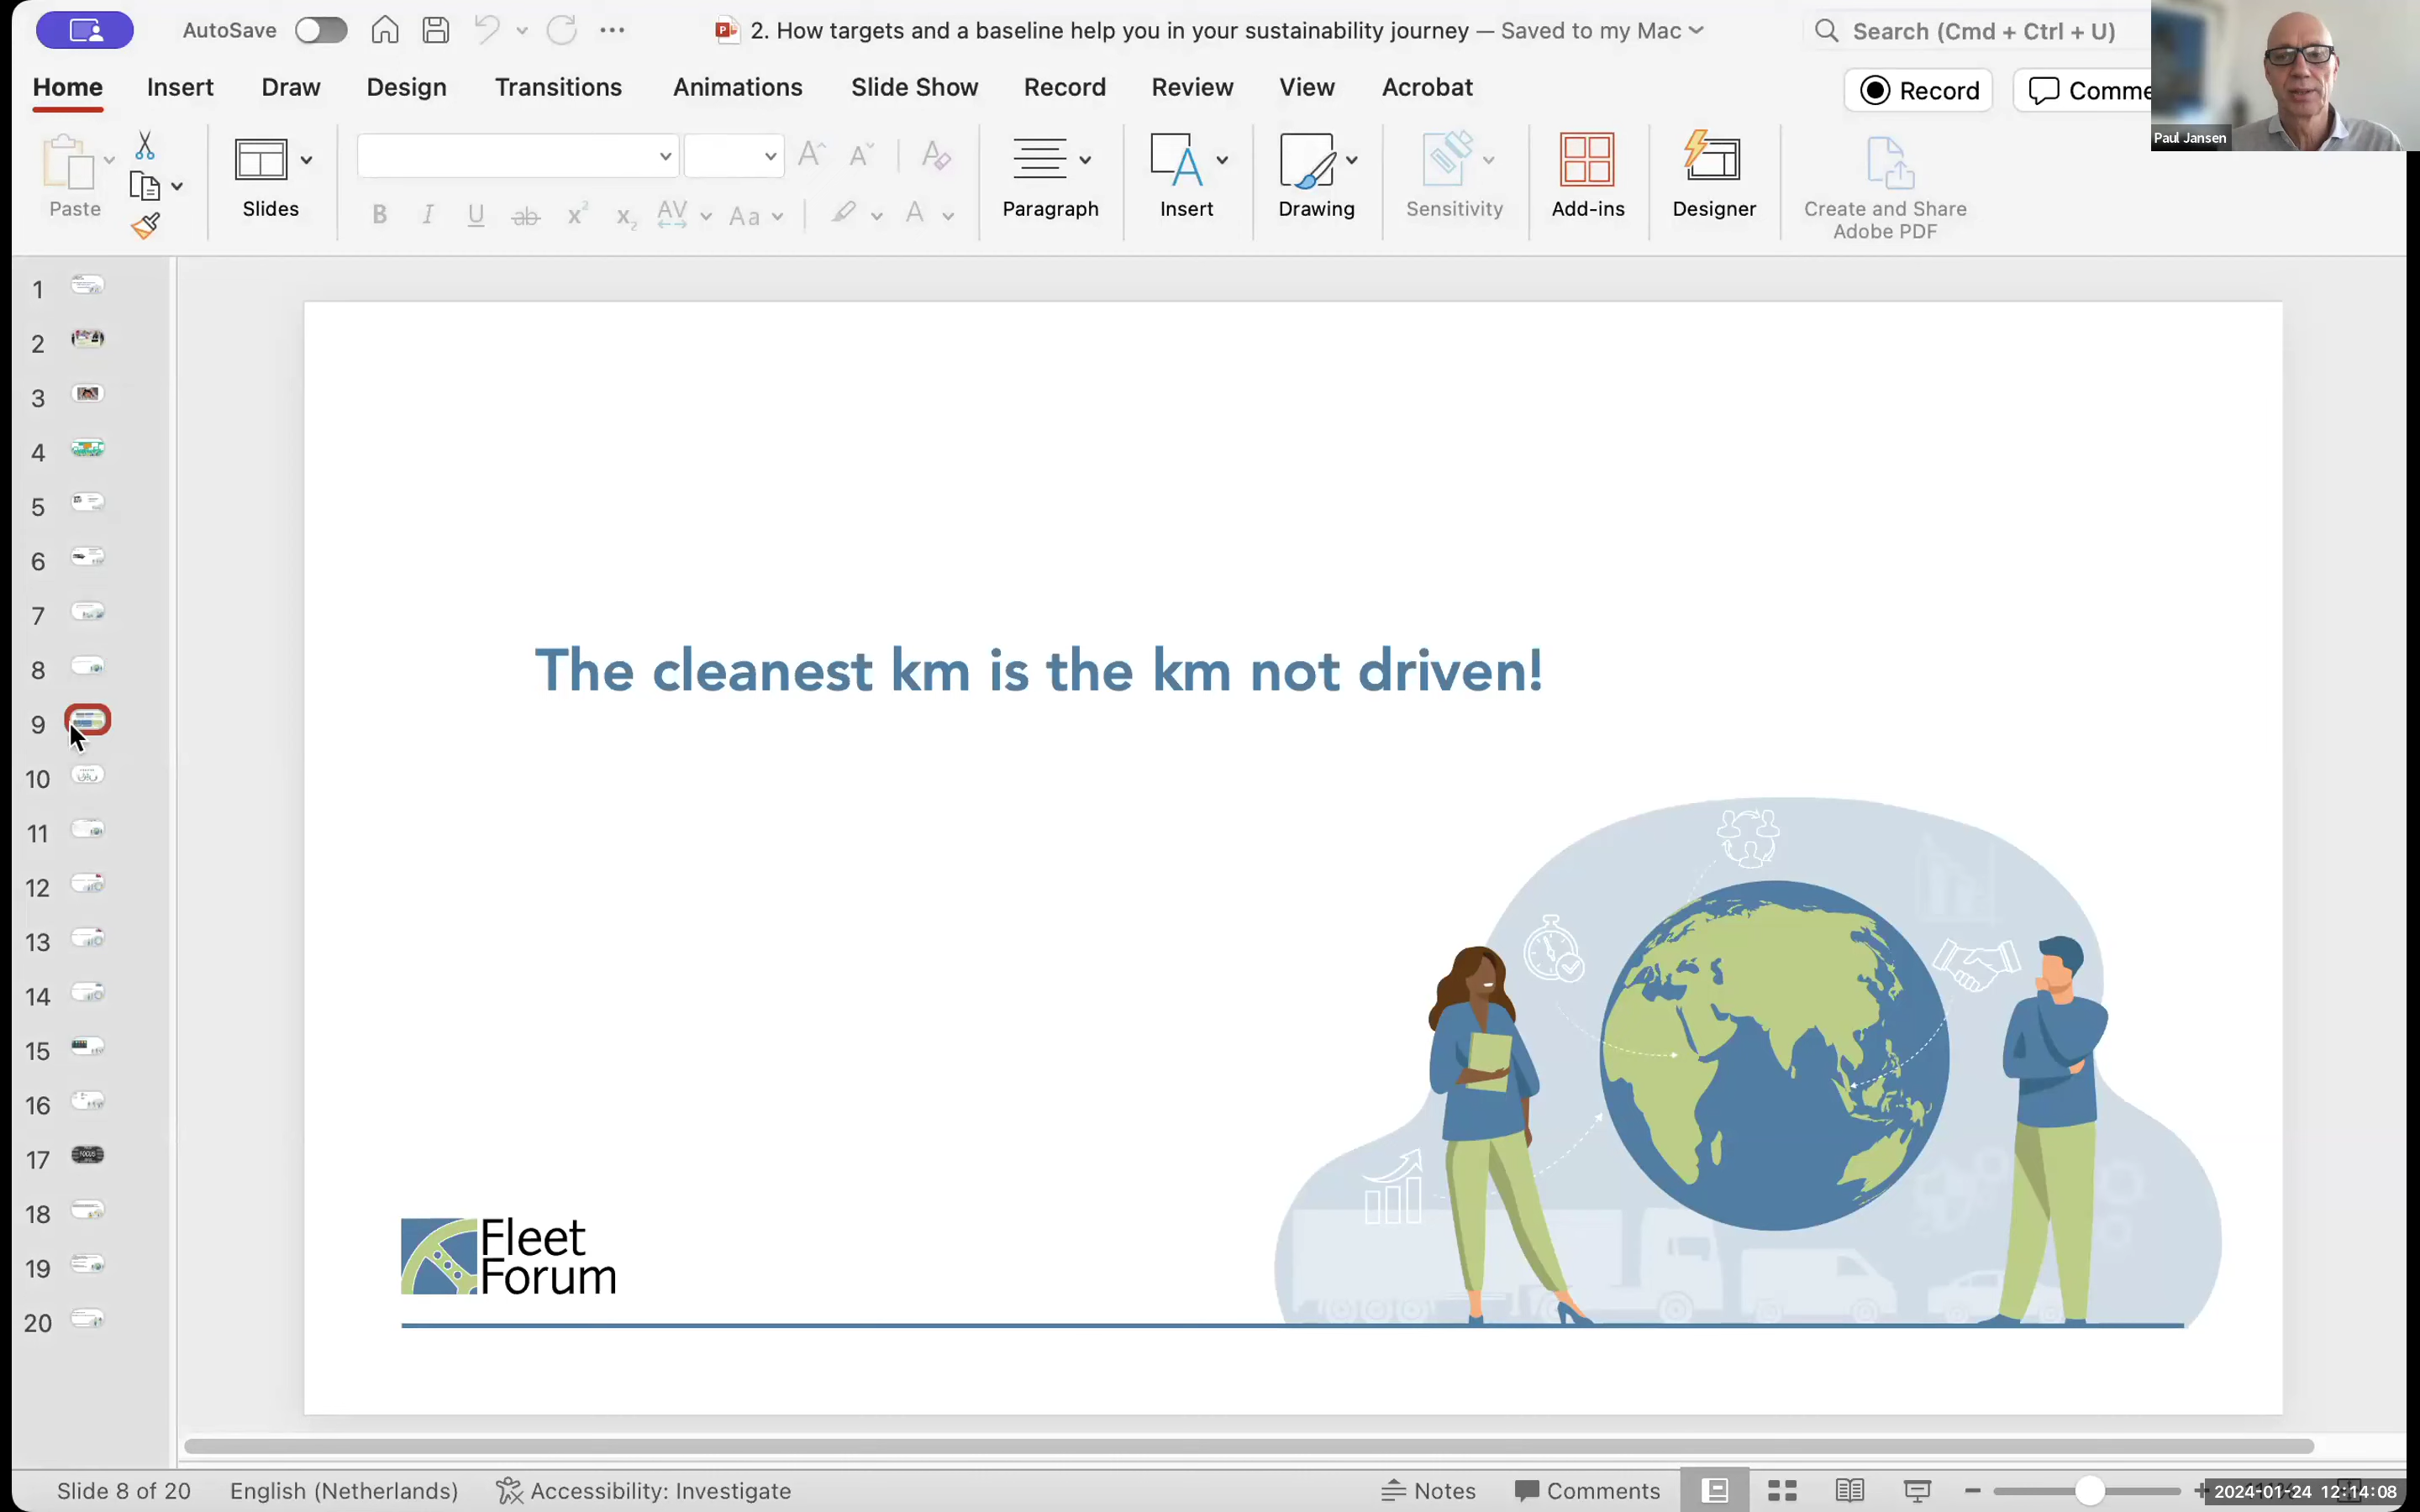 AutoSave
2. How targets and a baseline help you in your sustainability journey — Saved to my Mac
Search (Cmd + Ctrl + U)
Home Insert Draw Design Transitions Animations Slide Show Record Review View Acrobat
Record
Comme
Paul Jansen
Paste
Slides
Paragraph
Insert
Drawing
Sensitivity
Add-ins
Designer
Create and Share
Adobe PDF
1
2
3
4
5
6
7
8
9
10
11
12
13
14
15
16
17
FOCUS
18
19
20
The cleanest km is the km not driven!
Fleet
Forum
Slide 8 of 20
English (Netherlands)
Accessibility: Investigate
Notes
Comments
2024-01-24 12:14:08